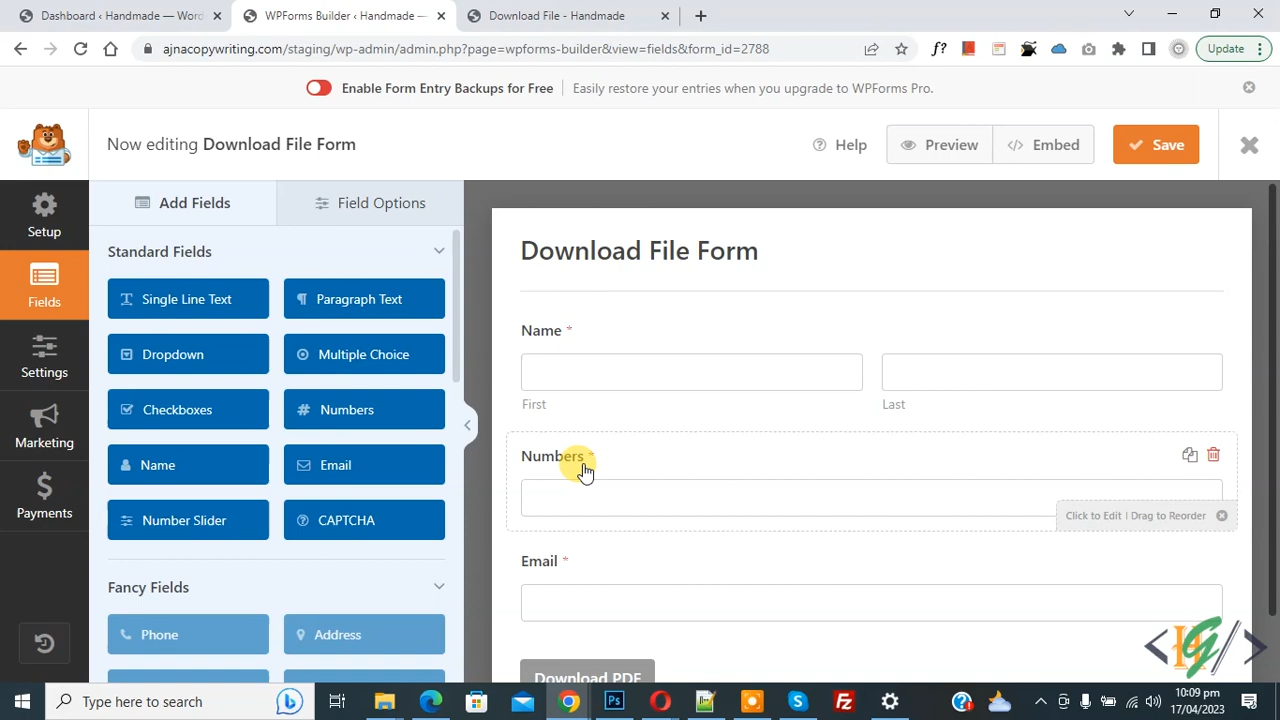 Dashboard ‹ Handmade — Word
WPForms Builder ‹ Handmade —
Download File - Handmade
ajnacopywriting.com/staging/wp-admin/admin.php?page=wpforms-builder&view=fields&form_id=2788
f?
Update
Enable Form Entry Backups for Free
Easily restore your entries when you upgrade to WPForms Pro.
Now editing Download File Form
Help
Preview
Embed
Save
Setup
Fields
Settings
Marketing
Payments
Add Fields
Field Options
Standard Fields
Single Line Text
Paragraph Text
Dropdown
Multiple Choice
Checkboxes
Numbers
Name
Email
Number Slider
CAPTCHA
Fancy Fields
Phone
Address
Download File Form
Name *
First
Last
Numbers *
Click to Edit | Drag to Reorder
Email *
Download PDF
Type here to search
10:09 pm
17/04/2023